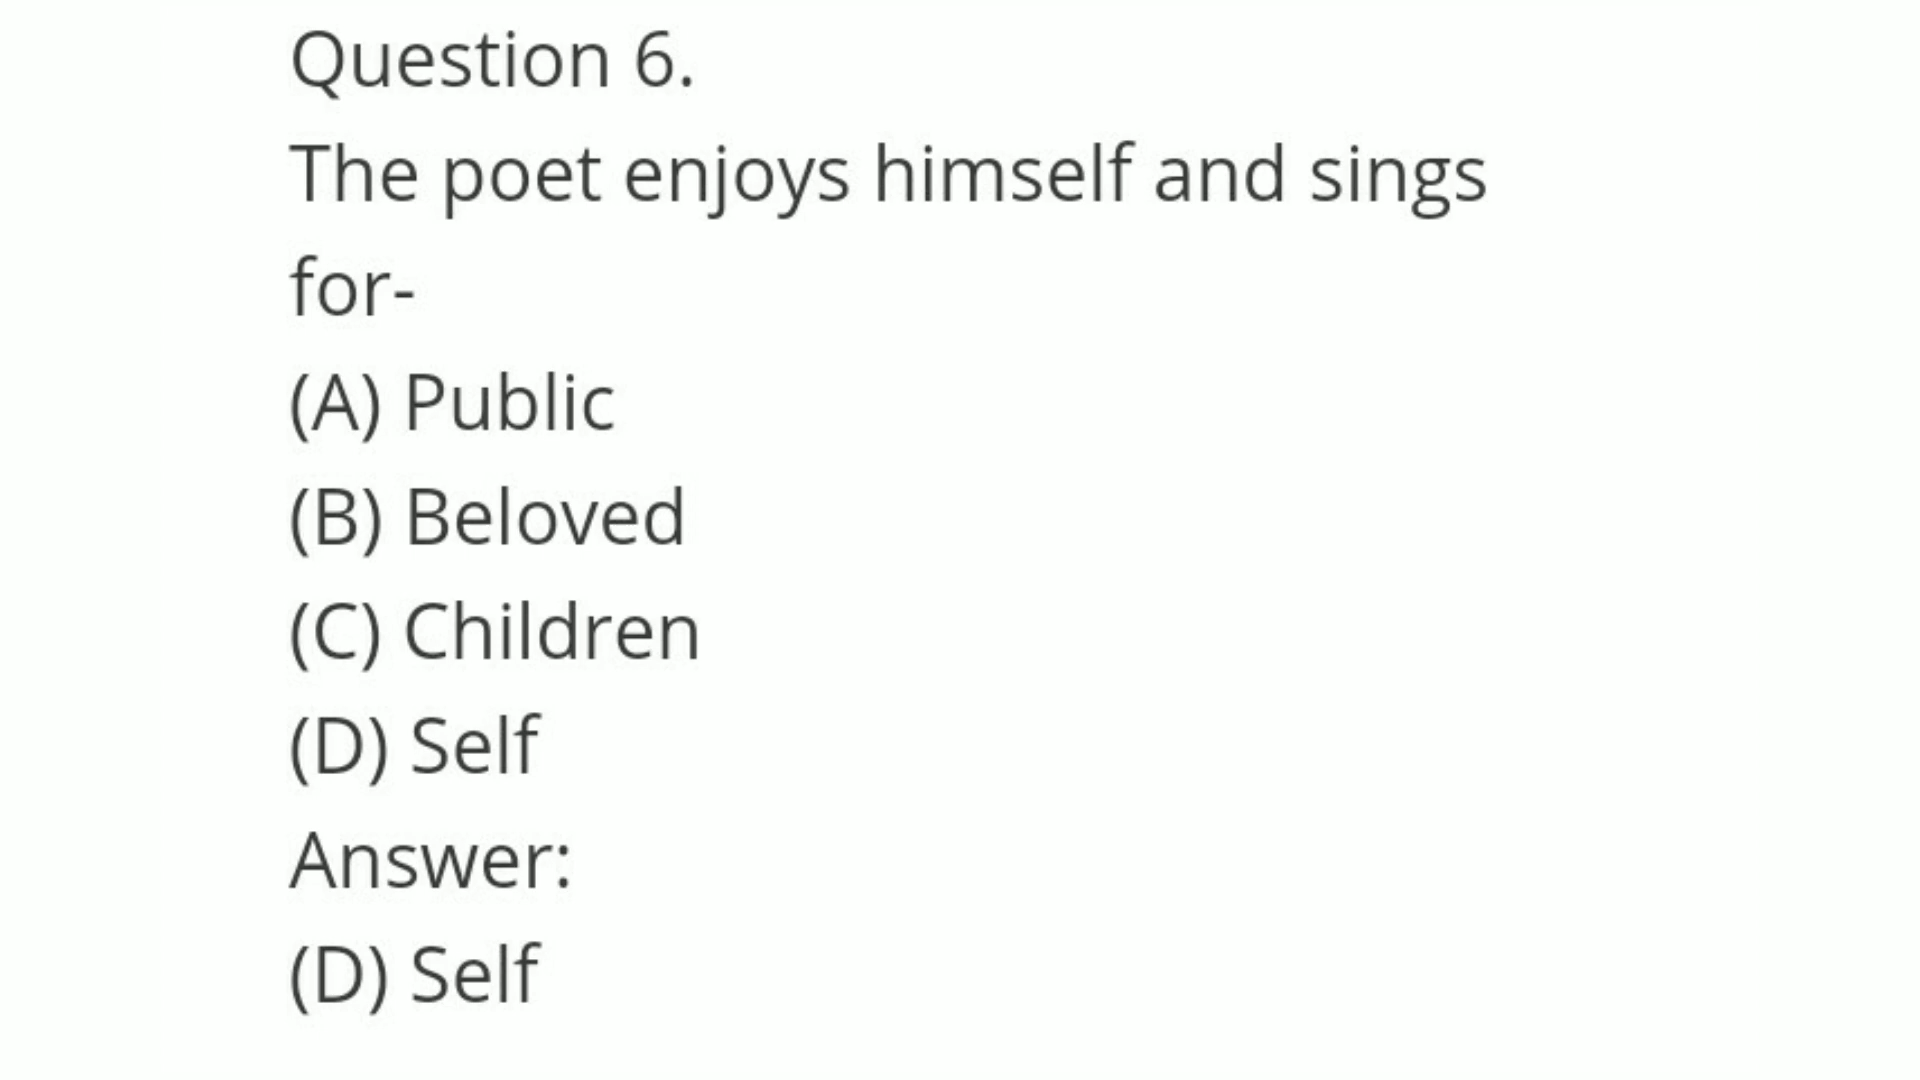 Question 6.
The poet enjoys himself and sings
for-
(A) Public
(B) Beloved
(C) Children
(D) Self
Answer:
(D) Self